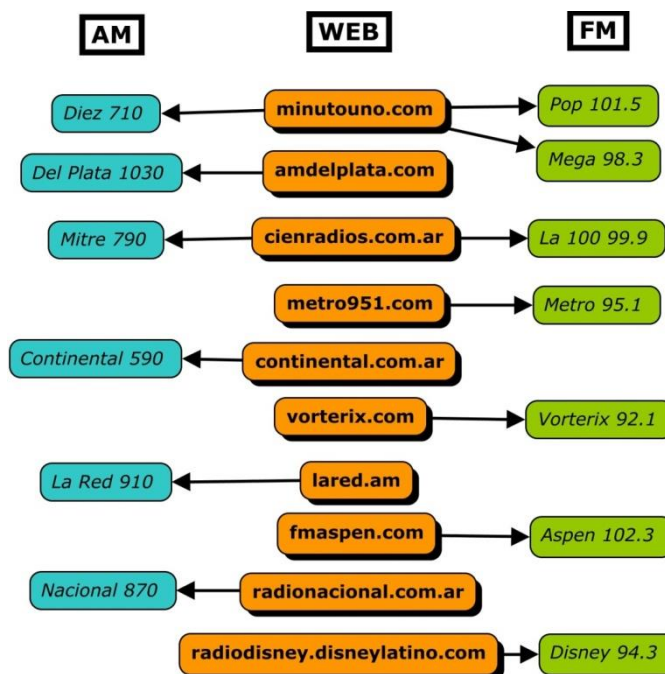 AM
WEB
FM
Diez 710
minutouno.com
Pop 101.5
Mega 98.3
Del Plata 1030
amdelplata.com
Mitre 790
cienradios.com.ar
La 100 99.9
metro951.com
Metro 95.1
Continental 590
continental.com.ar
vorterix.com
Vorterix 92.1
La Red 910
lared.am
fmaspen.com
Aspen 102.3
Nacional 870
radionacional.com.ar
radiodisney.disneylatino.com
Disney 94.3